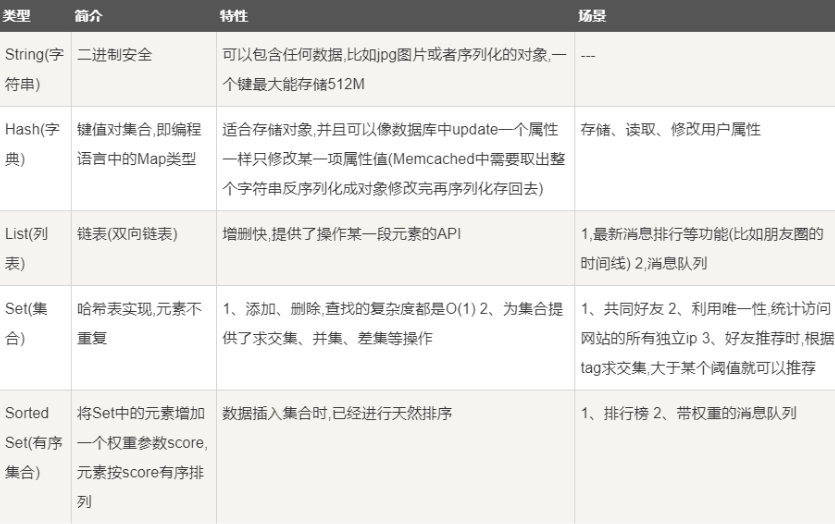 类型 简介 特性 场景
String(字
符串)
二进制安全
可以包含任何数据,比如jpg图片或者序列化的对象,一
个键最大能存储512M
---
Hash(字
典)
键值对集合,即编程
语言中的Map类型
适合存储对象,并且可以像数据库中update一个属性
一样只修改某一项属性值(Memcached中需要取出整
个字符串反序列化成对象修改完再序列化存回去)
存储、读取、修改用户属性
List(列
表)
链表(双向链表)
增删快,提供了操作某一段元素的API
1,最新消息排行等功能(比如朋友圈的
时间线) 2,消息队列
Set(集
合)
哈希表实现,元素不
重复
1、添加、删除,查找的复杂度都是O(1) 2、为集合提
供了求交集、并集、差集等操作
1、共同好友 2、利用唯一性,统计访问
网站的所有独立ip 3、好友推荐时,根据
tag求交集,大于某个阈值就可以推荐
Sorted
Set(有序
集合)
将Set中的元素增加
一个权重参数score,
元素按score有序排
列
数据插入集合时,已经进行天然排序
1、排行榜 2、带权重的消息队列